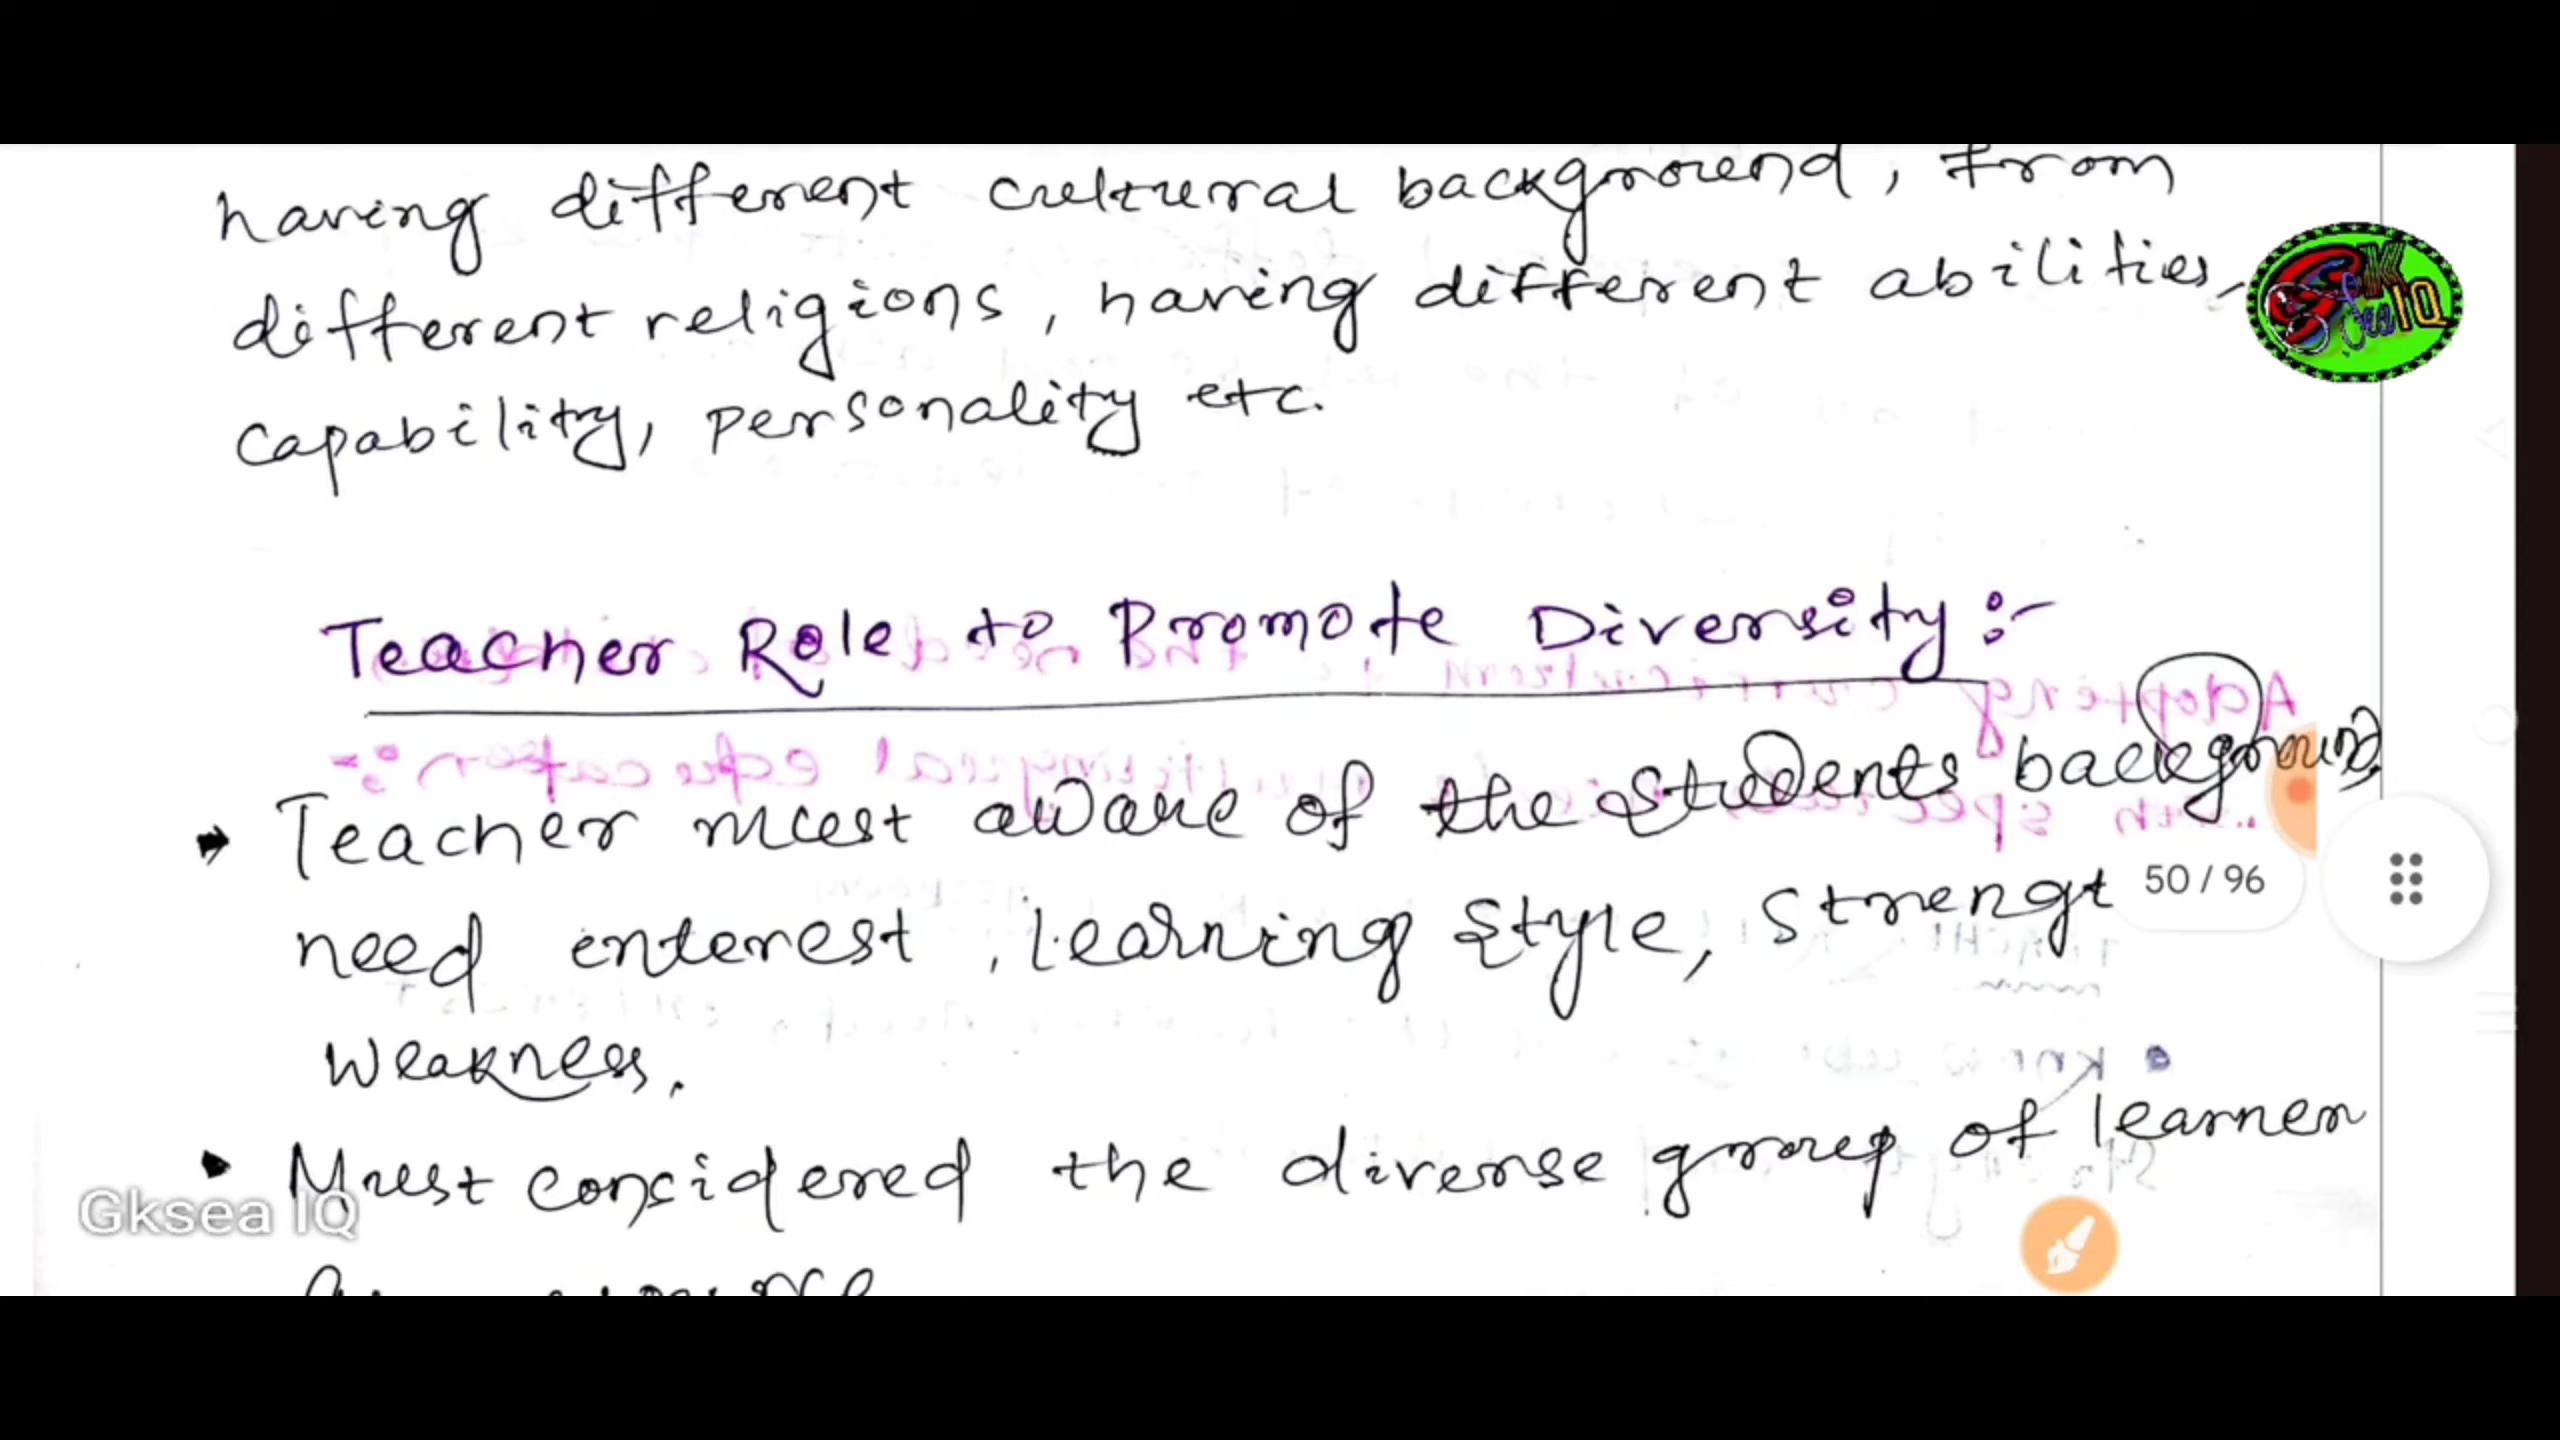 having different cultural background, from
different religions, having different abilities,
capability, personality etc.
Teacher Role to Promote Diversity :-
Teacher must aware of the students background,
need interest, learning style, strengt
50 / 96
weakness.
Must considered the diverse group of learner
Gksea IQ